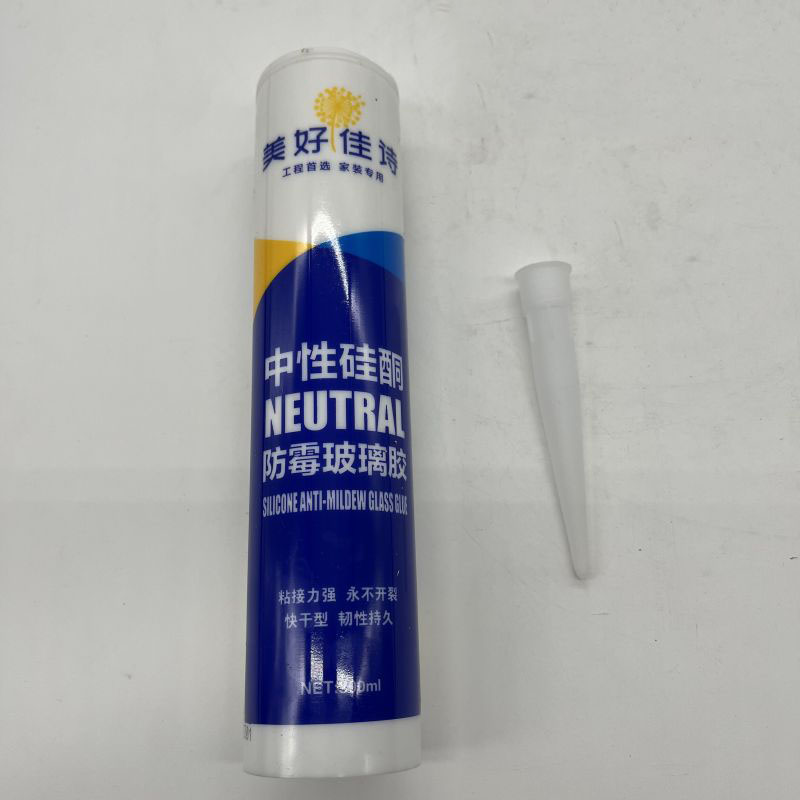 美好佳诗
工程首选 家装专用
中性硅酮
NEUTRAL
防霉玻璃胶
SILICONE ANTI-MILDEW GLASS GLUE
粘接力强 永不开裂
快干型 韧性持久